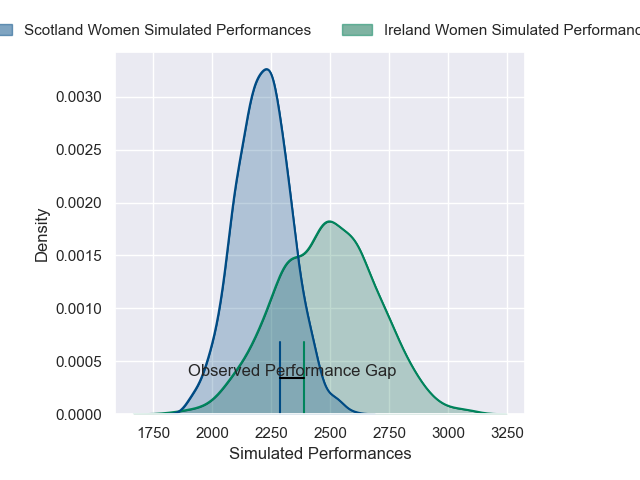 Scotland Women Simulated Performances
Ireland Women Simulated
0.0030
0.0025
0.0020
0.0015
0.0010
0.0005
0.0000
Density
Observed Performance Gap
1750 2000 2250 2500 2750 3000 3250
Simulated Performances